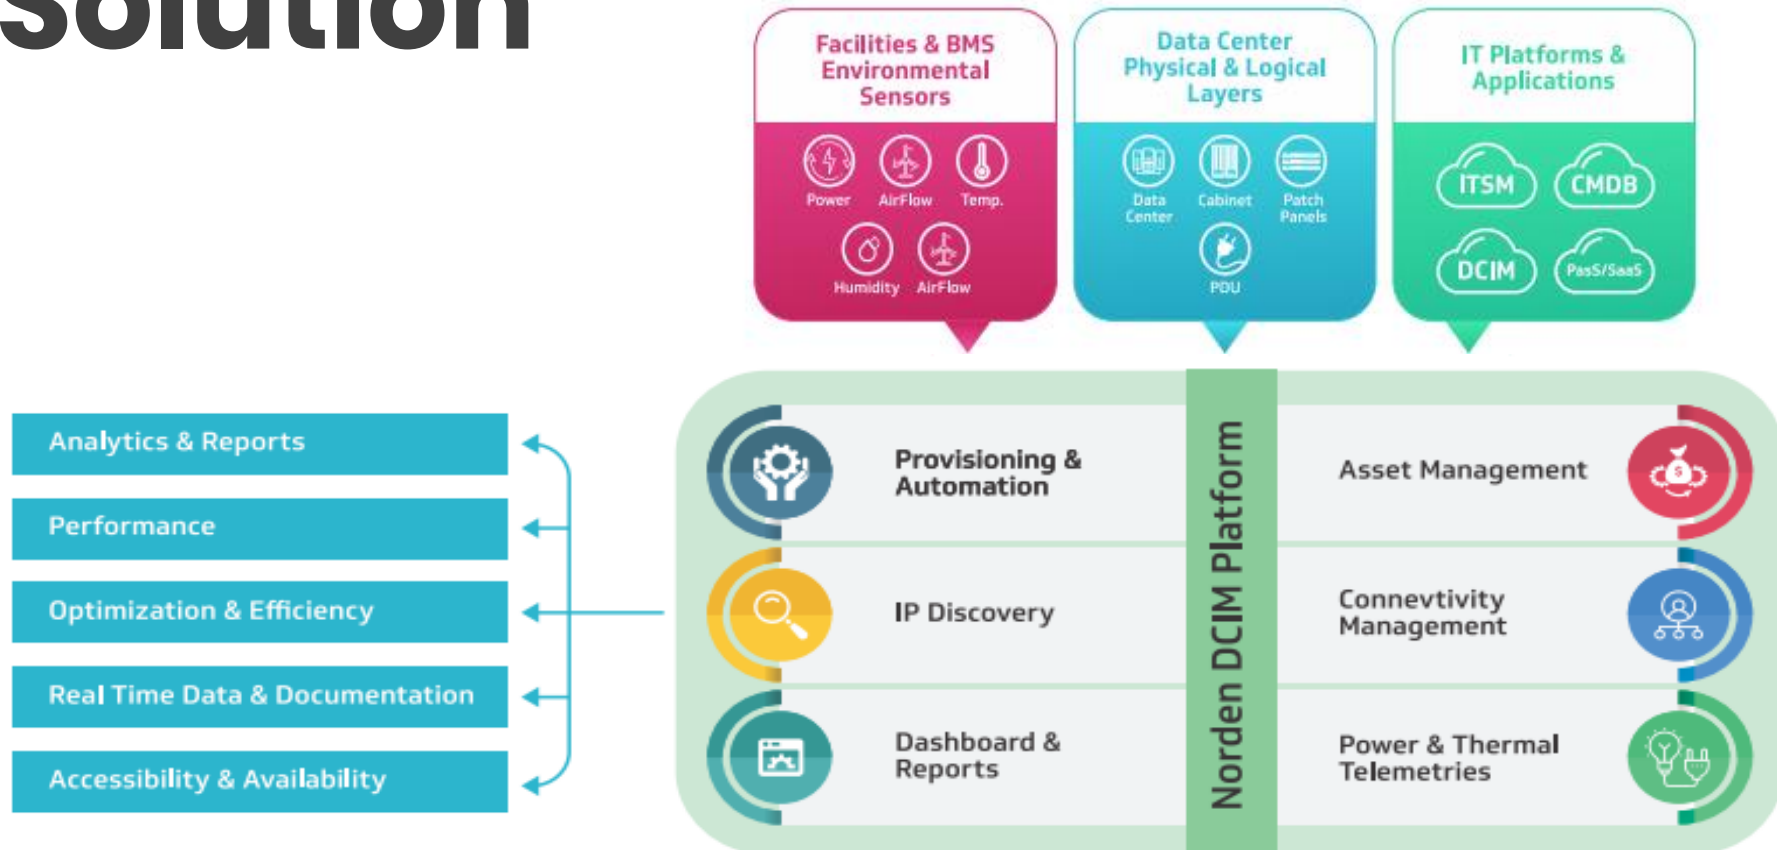 Solution
Facilities & BMS
Environmental
Sensors
Power
AirFlow
Temp.
Humidity
AirFlow
Data Center
Physical & Logical
Layers
Data
Center
Cabinet
Patch
Panels
PDU
IT Platforms &
Applications
ITSM
CMDB
DCIM
PasS/SaaS
Analytics & Reports
Performance
Optimization & Efficiency
Real Time Data & Documentation
Accessibility & Availability
Provisioning &
Automation
IP Discovery
Dashboard &
Reports
Norden DCIM Platform
Asset Management
Connevtivity
Management
Power & Thermal
Telemetries